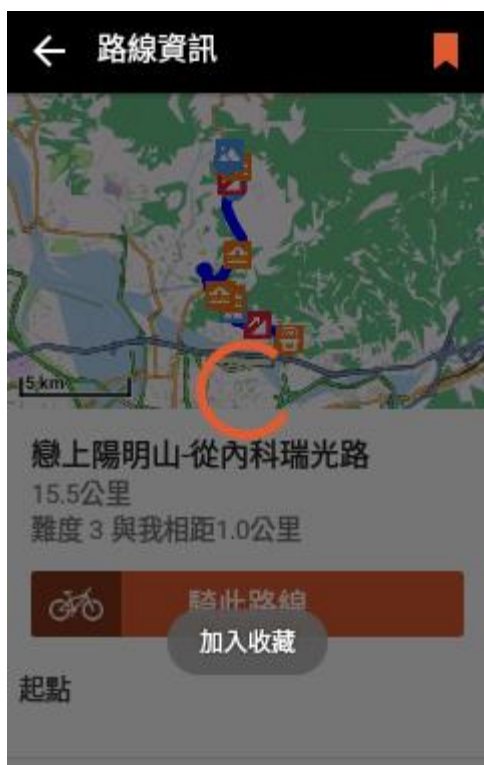 路線資訊
5 km
戀上陽明山-從內科瑞光路
15.5公里
難度 3 與我相距1.0公里
騎此路線
加入收藏
起點